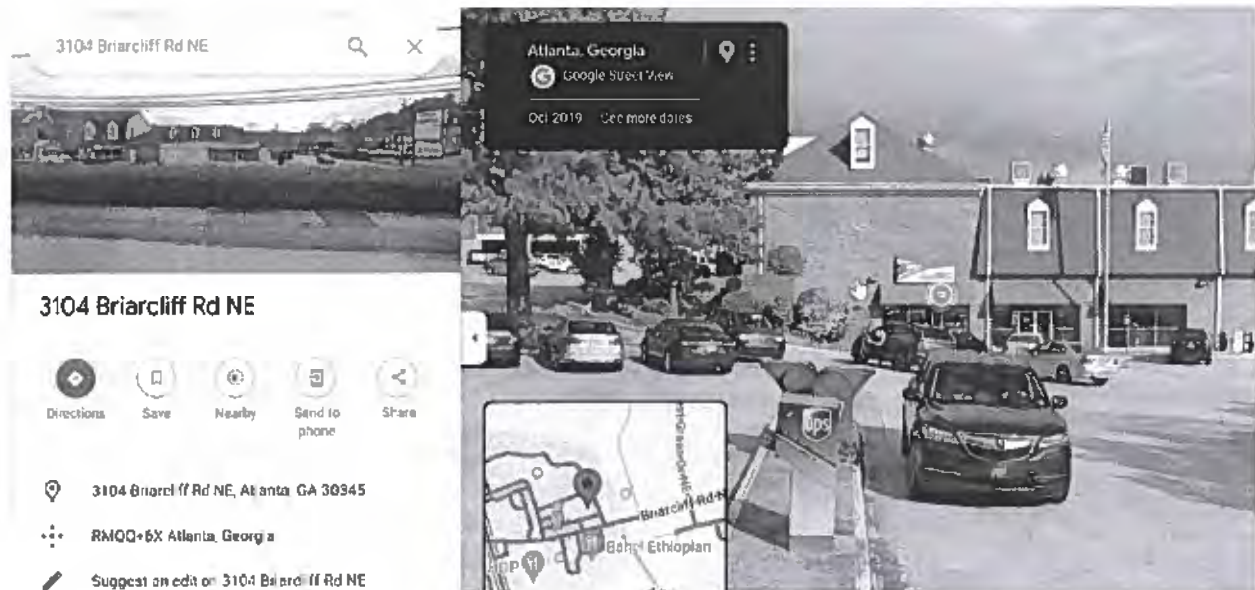 3104 Briarcliff Rd NE
Atlanta, Georgia
Google Street View
Oct 2019 See more dates
3104 Briarcliff Rd NE
Directions
Save
Nearby
Send to
phone
Share
3104 Briarcliff Rd NE, Atlanta, GA 30345
RMQQ+6X Atlanta, Georgia
Suggest an edit on 3104 Briarcliff Rd NE
ups
Briarcliff Rd N
Ethiopian